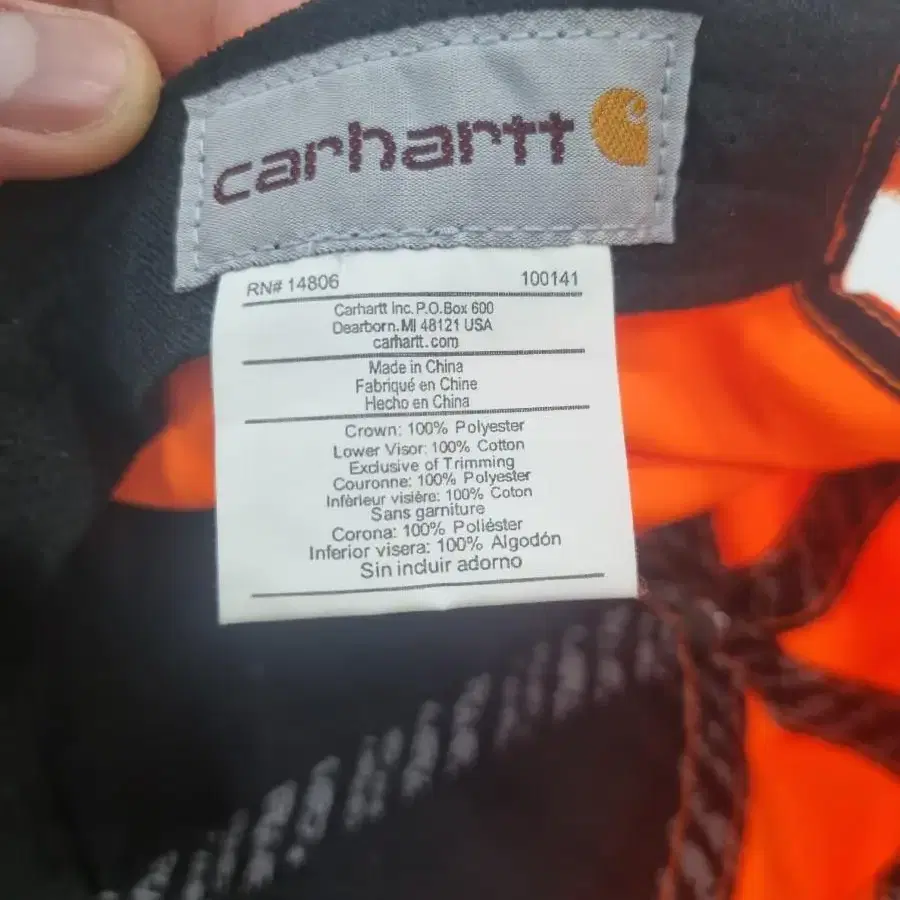 carhartt
RN# 14806 100141
Carhartt Inc. P.O.Box 600
Dearborn.MI 48121 USA
carhartt.com
Made in China
Fabriqué en Chine
Hecho en China
Crown: 100% Polyester
Lower Visor: 100% Cotton
Exclusive of Trimming
Couronne: 100% Polyester
Infèrieur visiére: 100% Coton
Sans garniture
Corona: 100% Poliéster
Inferior visera: 100% Algodón
Sin incluir adorno